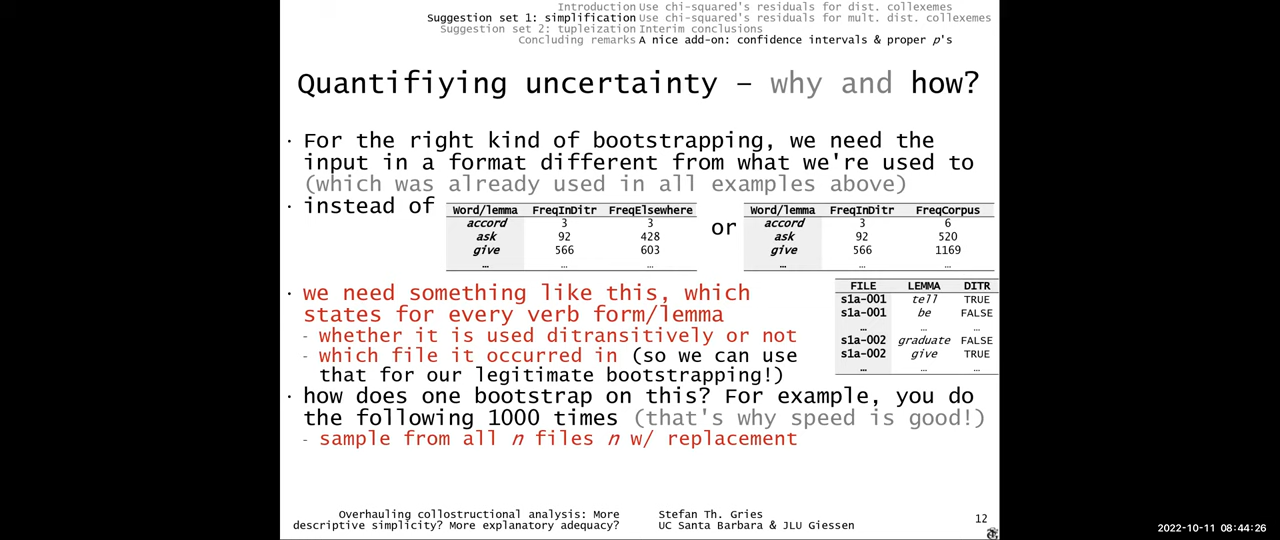 Introduction Use chi-squared's residuals for dist. collexemes
Suggestion set 1: simplification Use chi-squared's residuals for mult. dist. collexemes
Suggestion set 2: tupleization Interim conclusions
Concluding remarks A nice add-on: confidence intervals & proper p's
Quantifiying uncertainty – why and how?
· For the right kind of bootstrapping, we need the
input in a format different from what we're used to
(which was already used in all examples above)
· instead of
Word/lemma FreqInDitr FreqElsewhere
accord 3 3
ask 92 428
give 566 603
… … …
or
Word/lemma FreqInDitr FreqCorpus
accord 3 6
ask 92 520
give 566 1169
… … …
· we need something like this, which
states for every verb form/lemma
- whether it is used ditransitively or not
- which file it occurred in (so we can use
that for our legitimate bootstrapping!)
FILE LEMMA DITR
s1a-001 tell TRUE
s1a-001 be FALSE
… … …
s1a-002 graduate FALSE
s1a-002 give TRUE
… … …
· how does one bootstrap on this? For example, you do
the following 1000 times (that's why speed is good!)
- sample from all n files n w/ replacement
Overhauling collostructional analysis: More
descriptive simplicity? More explanatory adequacy?
Stefan Th. Gries
UC Santa Barbara & JLU Giessen
12
2022-10-11 08:44:26